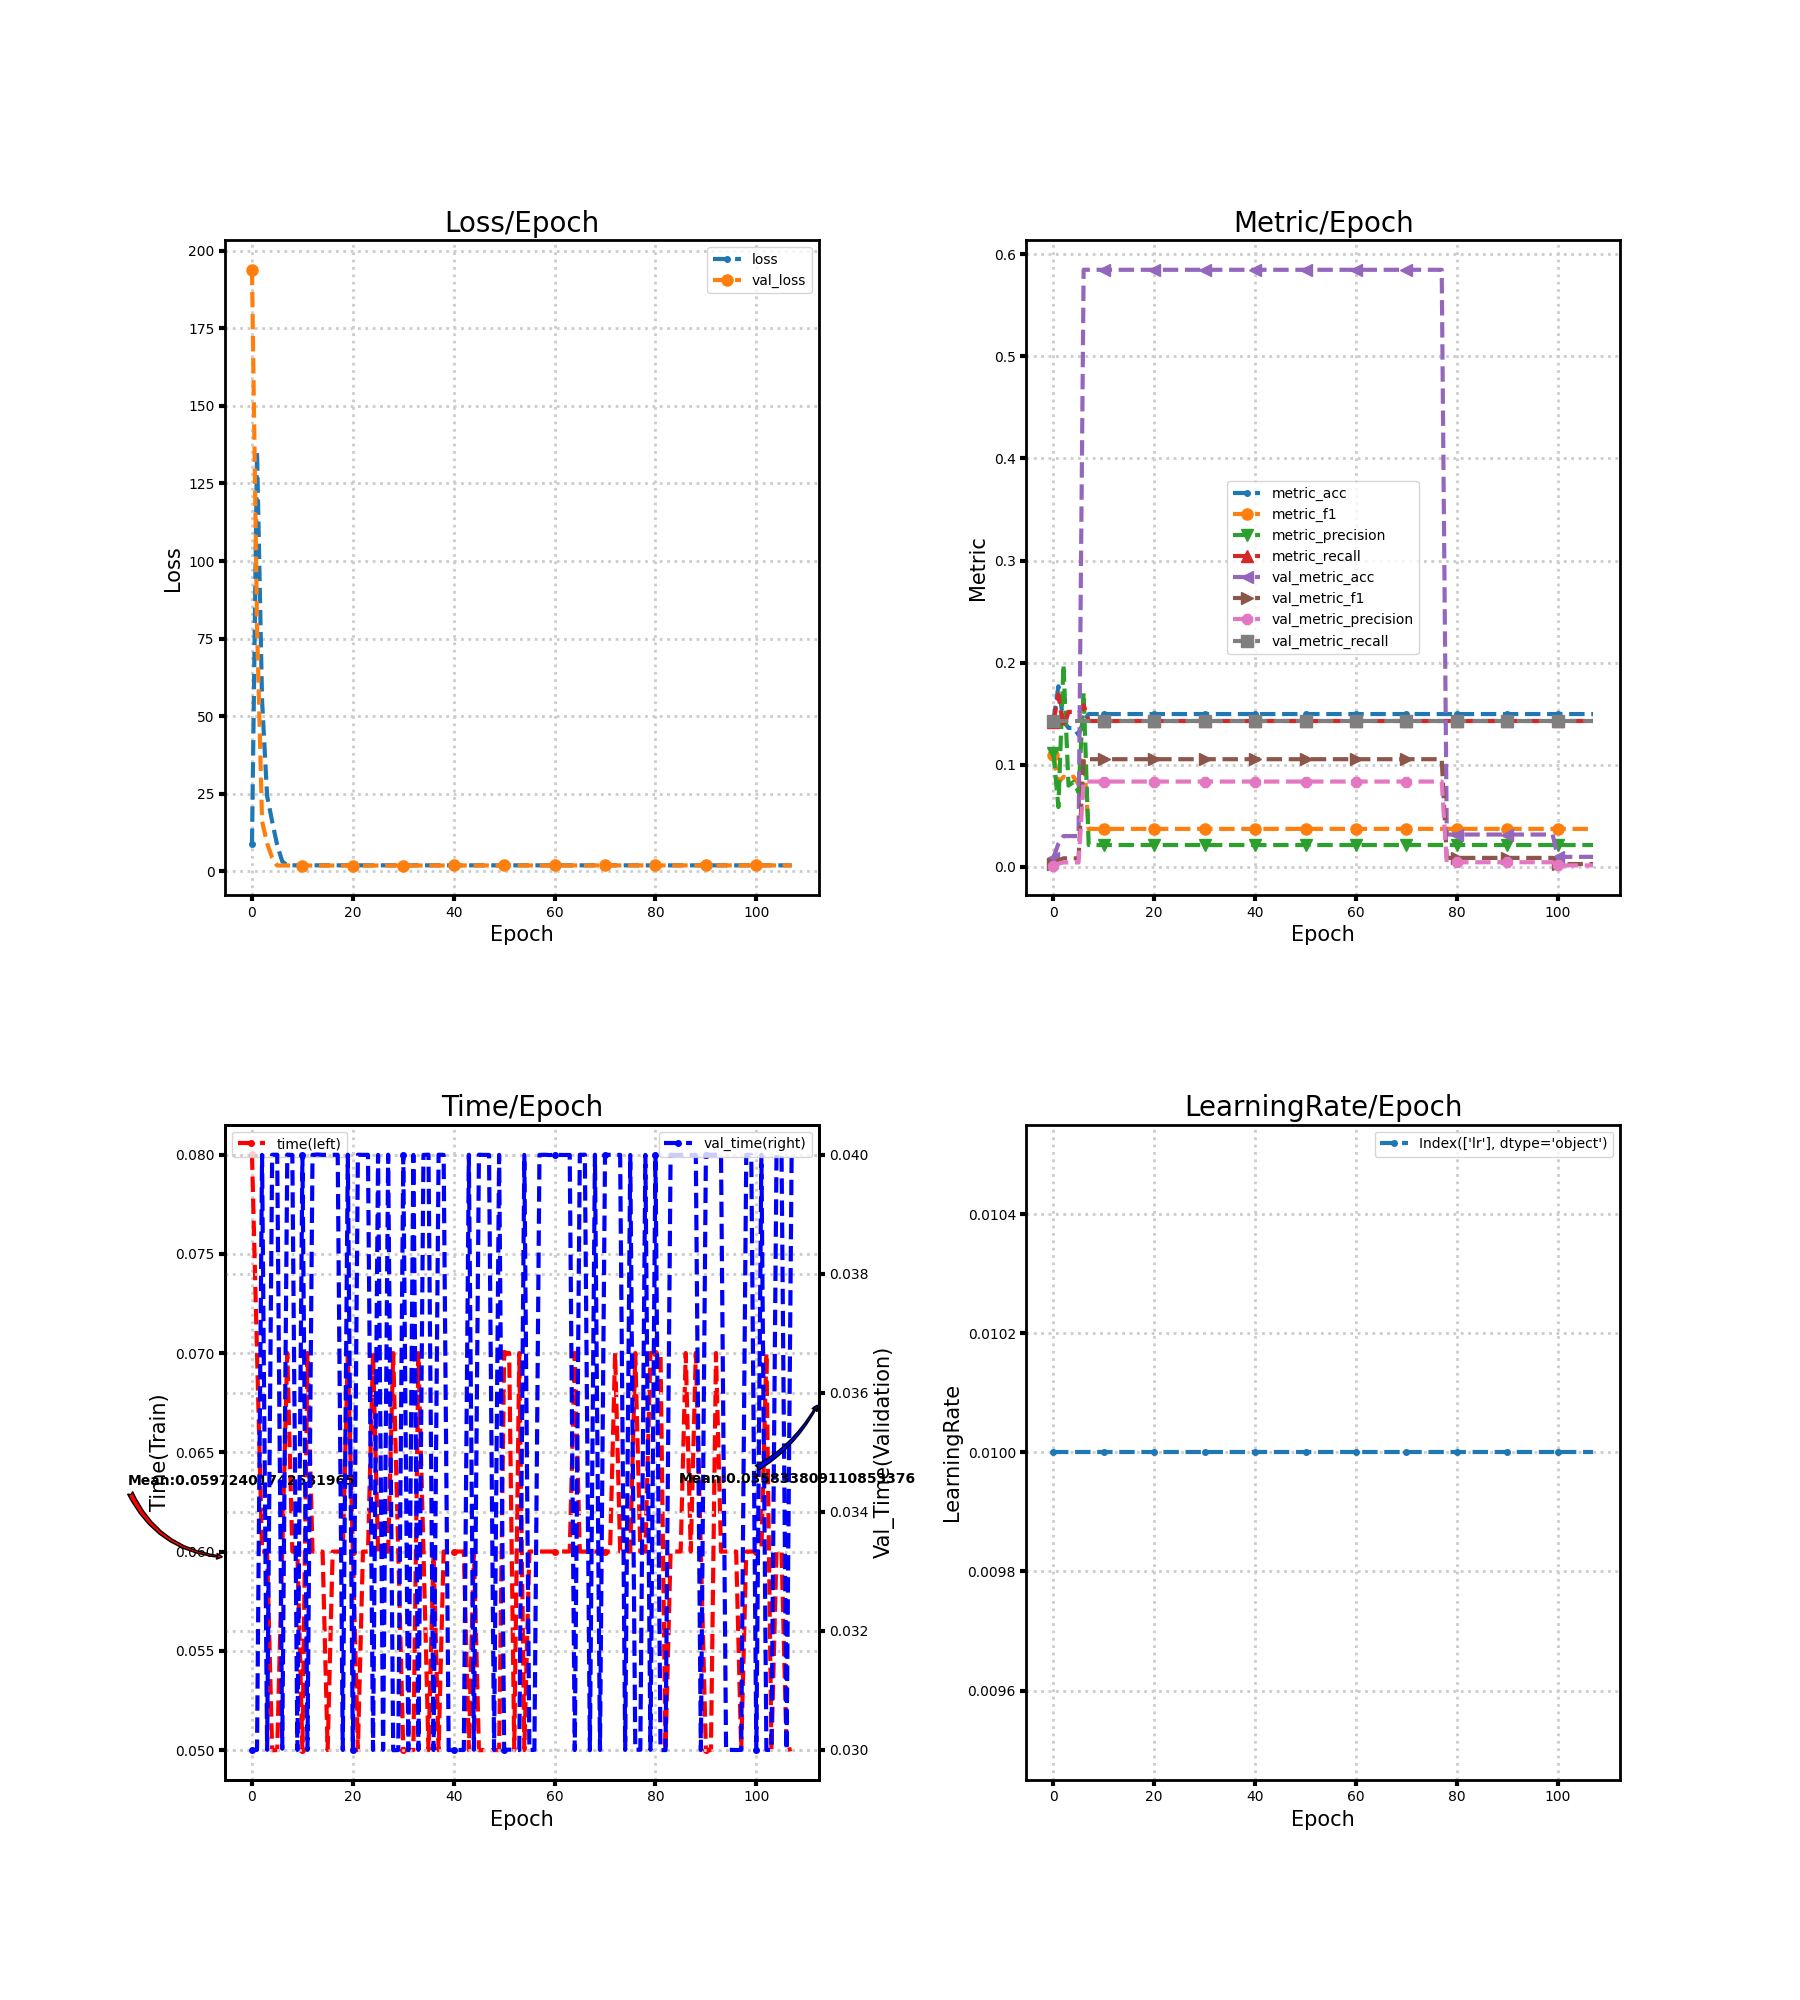 Loss/Epoch
200
175
150
125
100
75
50
25
0
Loss
loss
val_loss
0 20 40 60 80 100
Epoch
Metric/Epoch
0.6
0.5
0.4
0.3
0.2
0.1
0.0
Metric
metric_acc
metric_f1
metric_precision
metric_recall
val_metric_acc
val_metric_f1
val_metric_precision
val_metric_recall
0 20 40 60 80 100
Epoch
Time/Epoch
time(left)
val_time(right)
0.080
0.075
0.070
0.065
0.060
0.055
0.050
Time(Train)
0.040
0.038
0.036
0.034
0.032
0.030
Val_Time(Validation)
0 20 40 60 80 100
Epoch
LearningRate/Epoch
Index(['lr'], dtype='object')
0.0104
0.0102
0.0100
0.0098
0.0096
LearningRate
0 20 40 60 80 100
Epoch